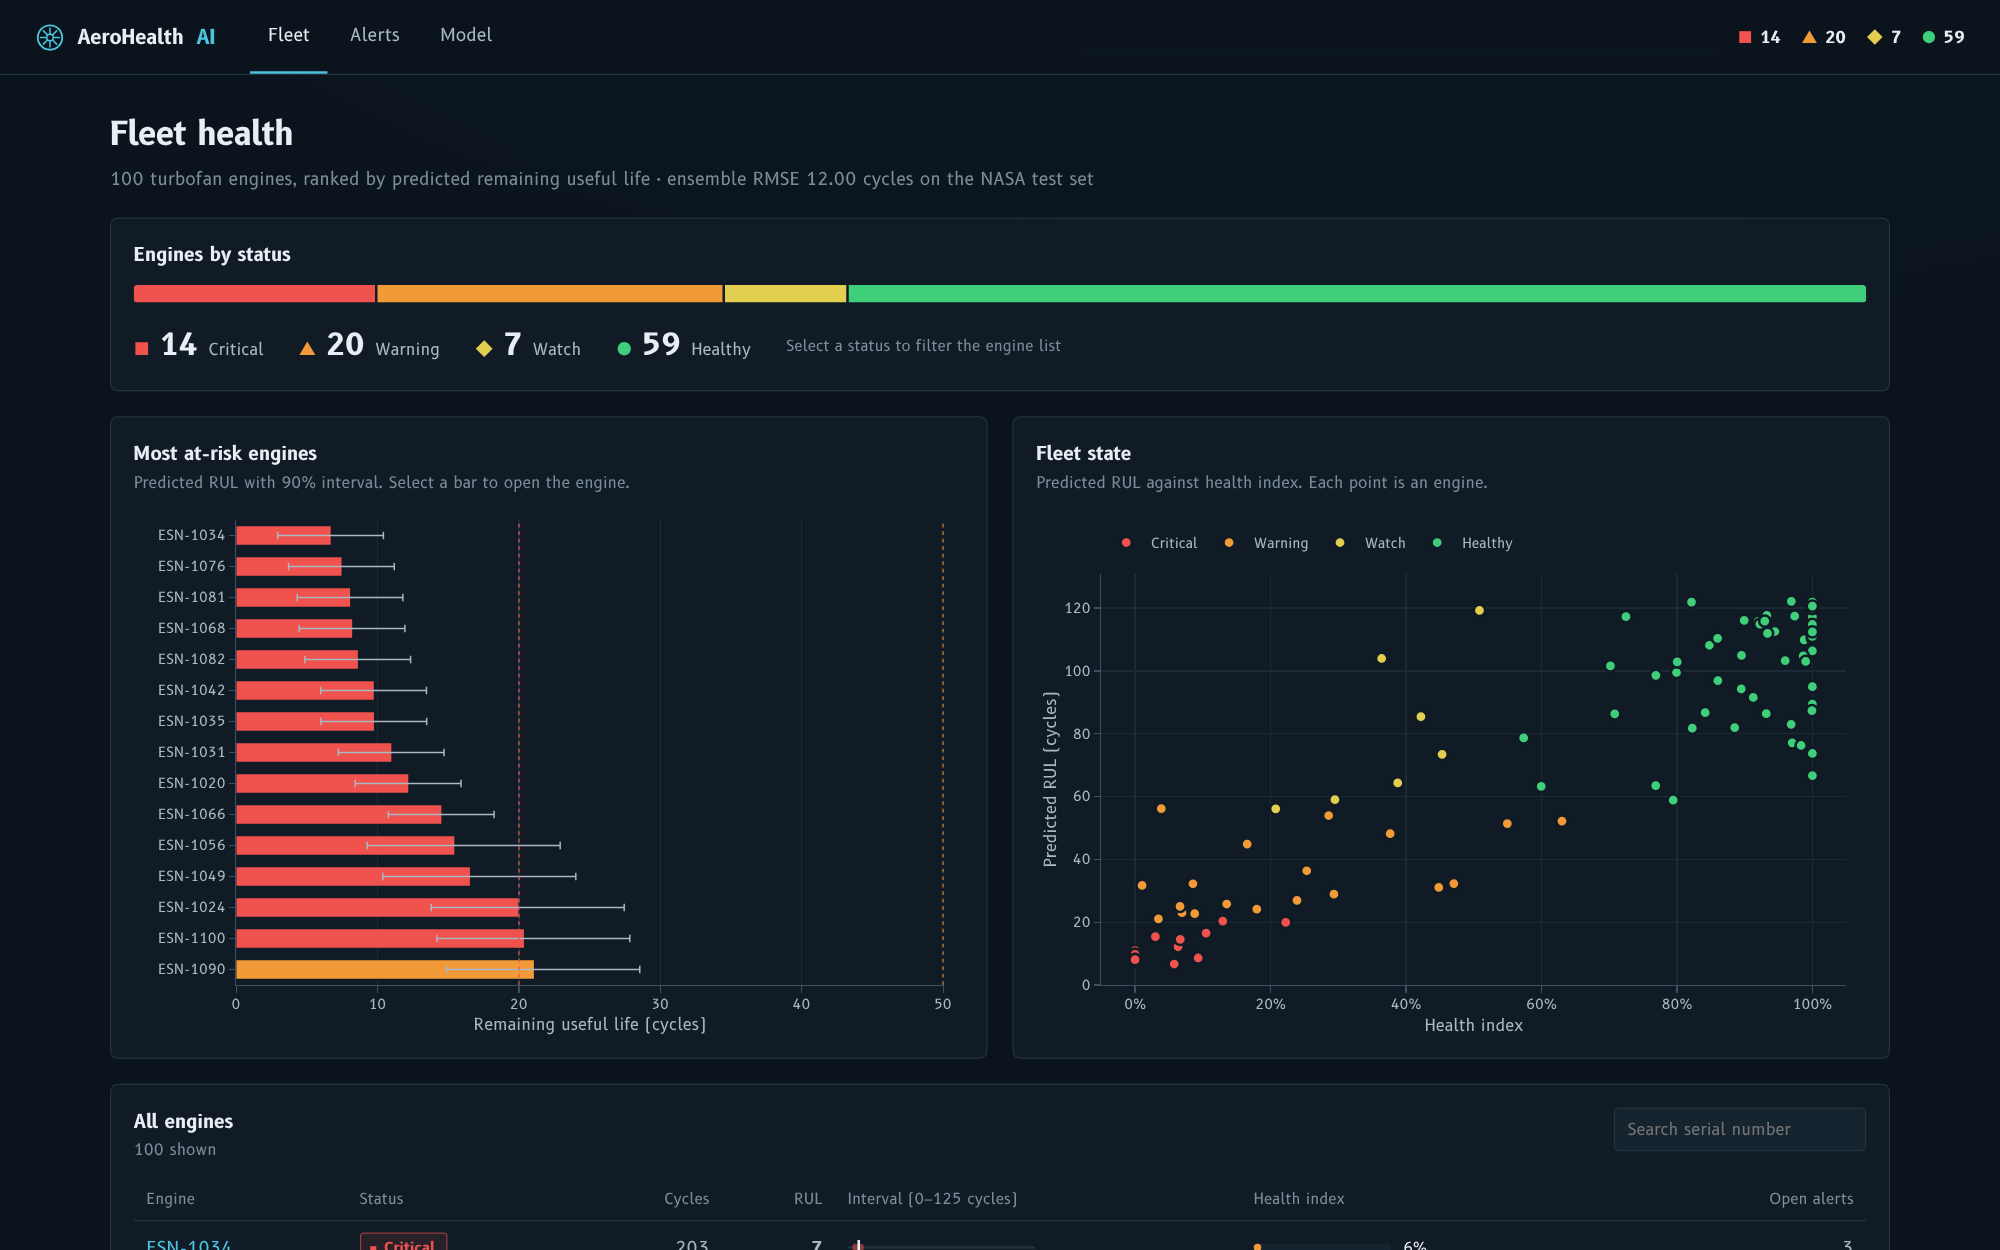 AeroHealth AI Fleet Alerts Model 14 20 7 59
Fleet health
100 turbofan engines, ranked by predicted remaining useful life · ensemble RMSE 12.00 cycles on the NASA test set
Engines by status
14 Critical 20 Warning 7 Watch 59 Healthy Select a status to filter the engine list
Most at-risk engines
Predicted RUL with 90% interval. Select a bar to open the engine.
ESN-1034
ESN-1076
ESN-1081
ESN-1068
ESN-1082
ESN-1042
ESN-1035
ESN-1031
ESN-1020
ESN-1066
ESN-1056
ESN-1049
ESN-1024
ESN-1100
ESN-1090
0 10 20 30 40 50
Remaining useful life (cycles)
Fleet state
Predicted RUL against health index. Each point is an engine.
Critical Warning Watch Healthy
Predicted RUL (cycles)
120
100
80
60
40
20
0
0% 20% 40% 60% 80% 100%
Health index
All engines
100 shown
Search serial number
Engine Status Cycles RUL Interval (0–125 cycles) Health index Open alerts
ESN-1034 Critical 203 7 6% 3